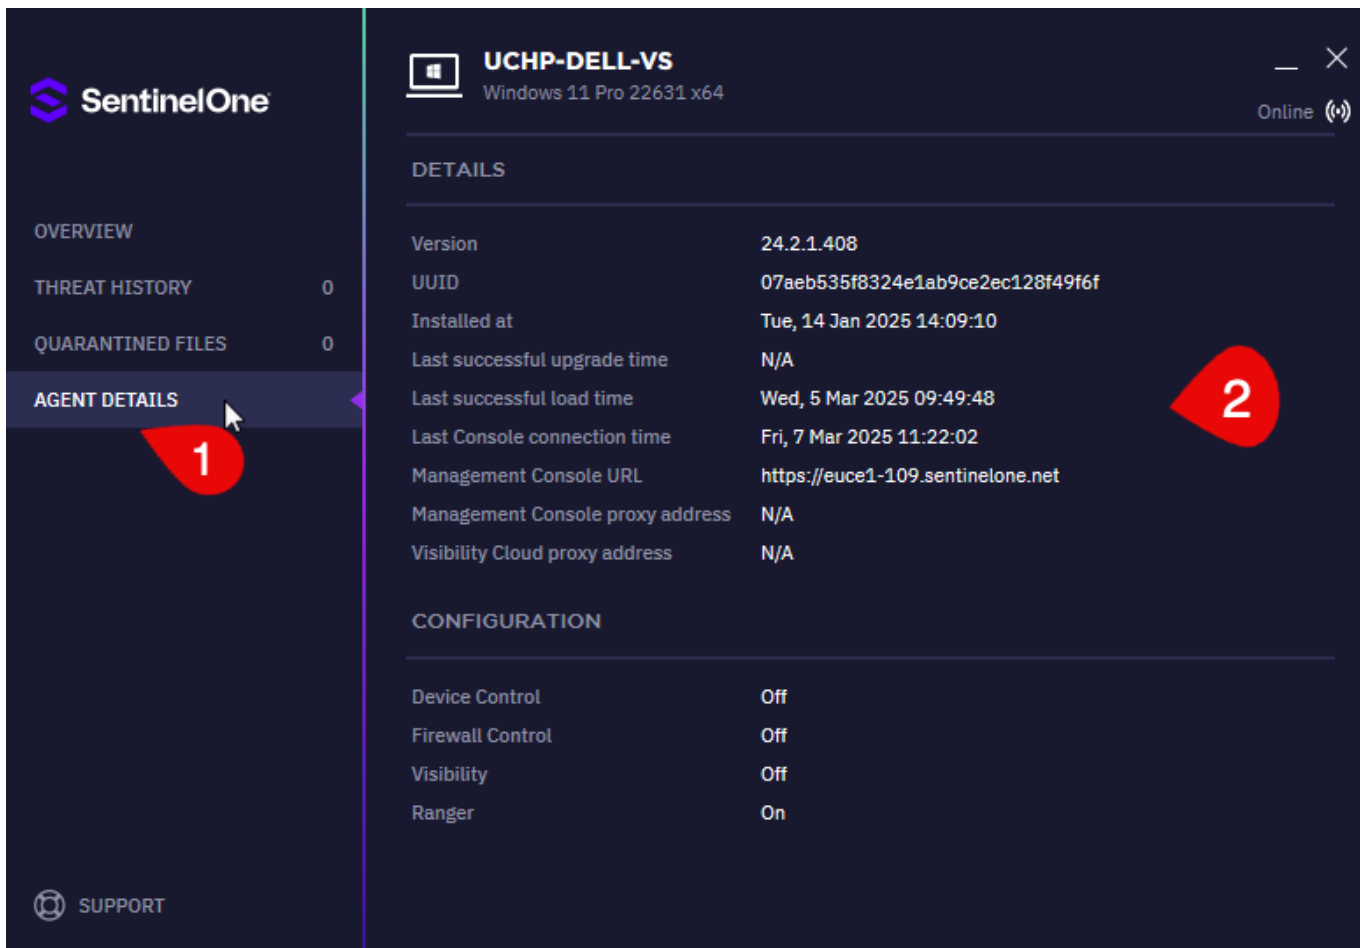 SentinelOne
OVERVIEW
THREAT HISTORY 0
QUARANTINED FILES 0
AGENT DETAILS
1
SUPPORT
UCHP-DELL-VS
Windows 11 Pro 22631 x64
Online
DETAILS
Version 24.2.1.408
UUID 07aeb535f8324e1ab9ce2ec128f49f6f
Installed at Tue, 14 Jan 2025 14:09:10
Last successful upgrade time N/A
Last successful load time Wed, 5 Mar 2025 09:49:48
2
Last Console connection time Fri, 7 Mar 2025 11:22:02
Management Console URL https://euce1-109.sentinelone.net
Management Console proxy address N/A
Visibility Cloud proxy address N/A
CONFIGURATION
Device Control Off
Firewall Control Off
Visibility Off
Ranger On